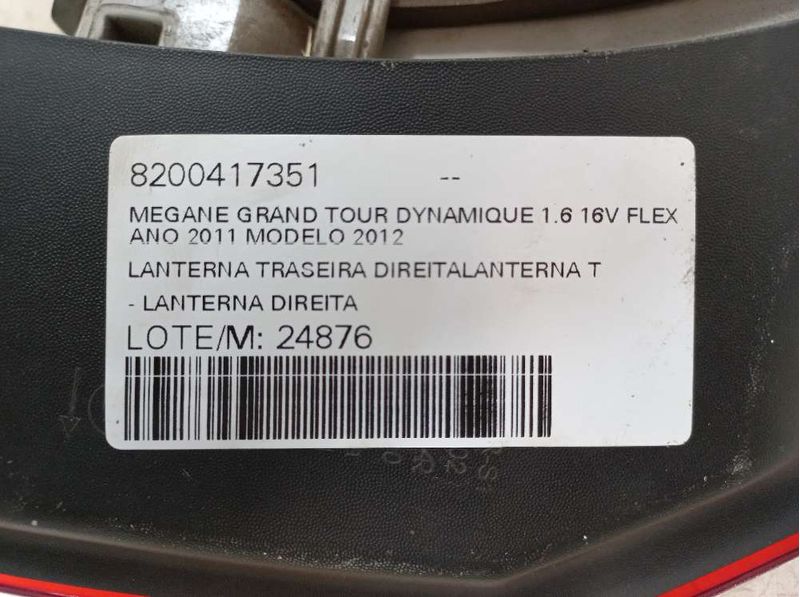 8200417351 --
MEGANE GRAND TOUR DYNAMIQUE 1.6 16V FLEX
ANO 2011 MODELO 2012
LANTERNA TRASEIRA DIREITALANTERNA T
- LANTERNA DIREITA
LOTE/M: 24876